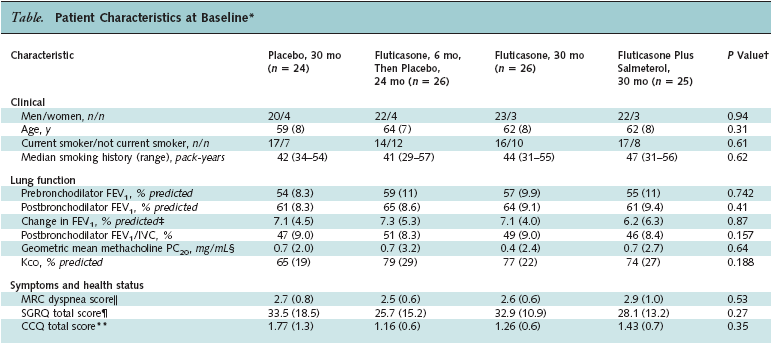 Table. Patient Characteristics at Baseline*
Characteristic Placebo, 30 mo (n = 24) Fluticasone, 6 mo, Then Placebo, 24 mo (n = 26) Fluticasone, 30 mo (n = 26) Fluticasone Plus Salmeterol, 30 mo (n = 25) P Value†
Clinical
Men/women, n/n 20/4 22/4 23/3 22/3 0.94
Age, y 59 (8) 64 (7) 62 (8) 62 (8) 0.31
Current smoker/not current smoker, n/n 17/7 14/12 16/10 17/8 0.61
Median smoking history (range), pack-years 42 (34–54) 41 (29–57) 44 (31–55) 47 (31–56) 0.62
Lung function
Prebronchodilator FEV1, % predicted 54 (8.3) 59 (11) 57 (9.9) 55 (11) 0.742
Postbronchodilator FEV1, % predicted 61 (8.3) 65 (8.6) 64 (9.1) 61 (9.4) 0.41
Change in FEV1, % predicted‡ 7.1 (4.5) 7.3 (5.3) 7.1 (4.0) 6.2 (6.3) 0.87
Postbronchodilator FEV1/IVC, % 47 (9.0) 51 (8.3) 49 (9.0) 46 (8.4) 0.157
Geometric mean methacholine PC20, mg/mL§ 0.7 (2.0) 0.7 (3.2) 0.4 (2.4) 0.7 (2.7) 0.64
Kco, % predicted 65 (19) 79 (29) 77 (22) 74 (27) 0.188
Symptoms and health status
MRC dyspnea score‖ 2.7 (0.8) 2.5 (0.6) 2.6 (0.6) 2.9 (1.0) 0.53
SGRQ total score¶ 33.5 (18.5) 25.7 (15.2) 32.9 (10.9) 28.1 (13.2) 0.27
CCQ total score** 1.77 (1.3) 1.16 (0.6) 1.26 (0.6) 1.43 (0.7) 0.35